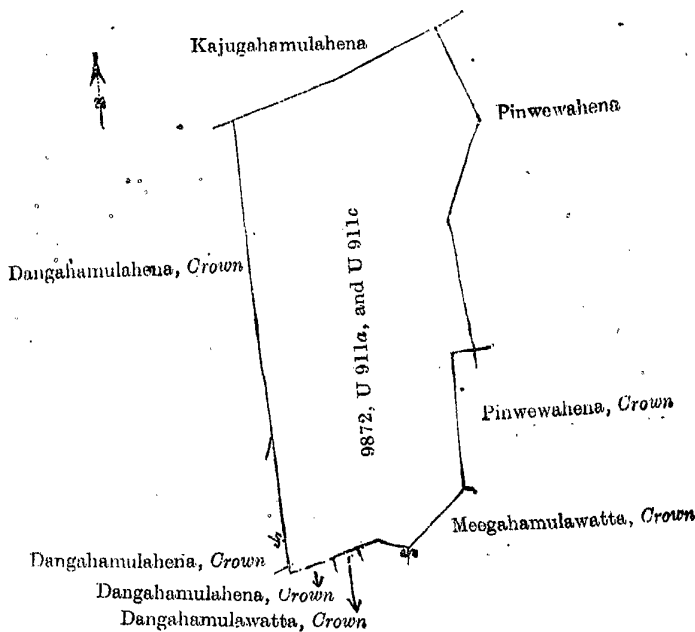 Kajugahamulahena
Pinwewahena
Dangahamulahena, Crown
9872, U 911a, and U 911c
Pinwewahena, Crown
Meegahamulawatta, Crown
Dangahamulahena, Crown
Dangahamulahena, Crown
Dangahamulawatta, Crown